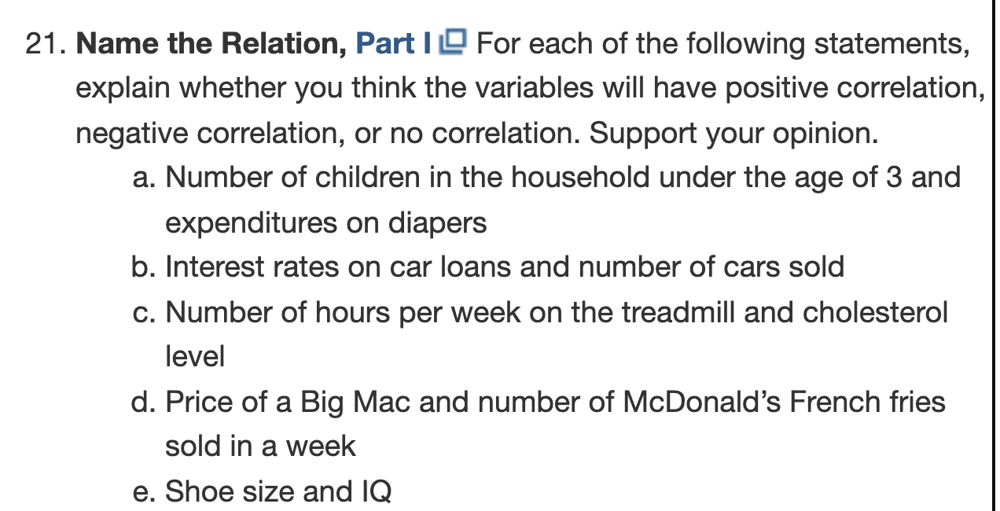 21. Name the Relation, Part I For each of the following statements,
explain whether you think the variables will have positive correlation,
negative correlation, or no correlation. Support your opinion.
a. Number of children in the household under the age of 3 and
expenditures on diapers
b. Interest rates on car loans and number of cars sold
c. Number of hours per week on the treadmill and cholesterol
level
d. Price of a Big Mac and number of McDonald’s French fries
sold in a week
e. Shoe size and IQ